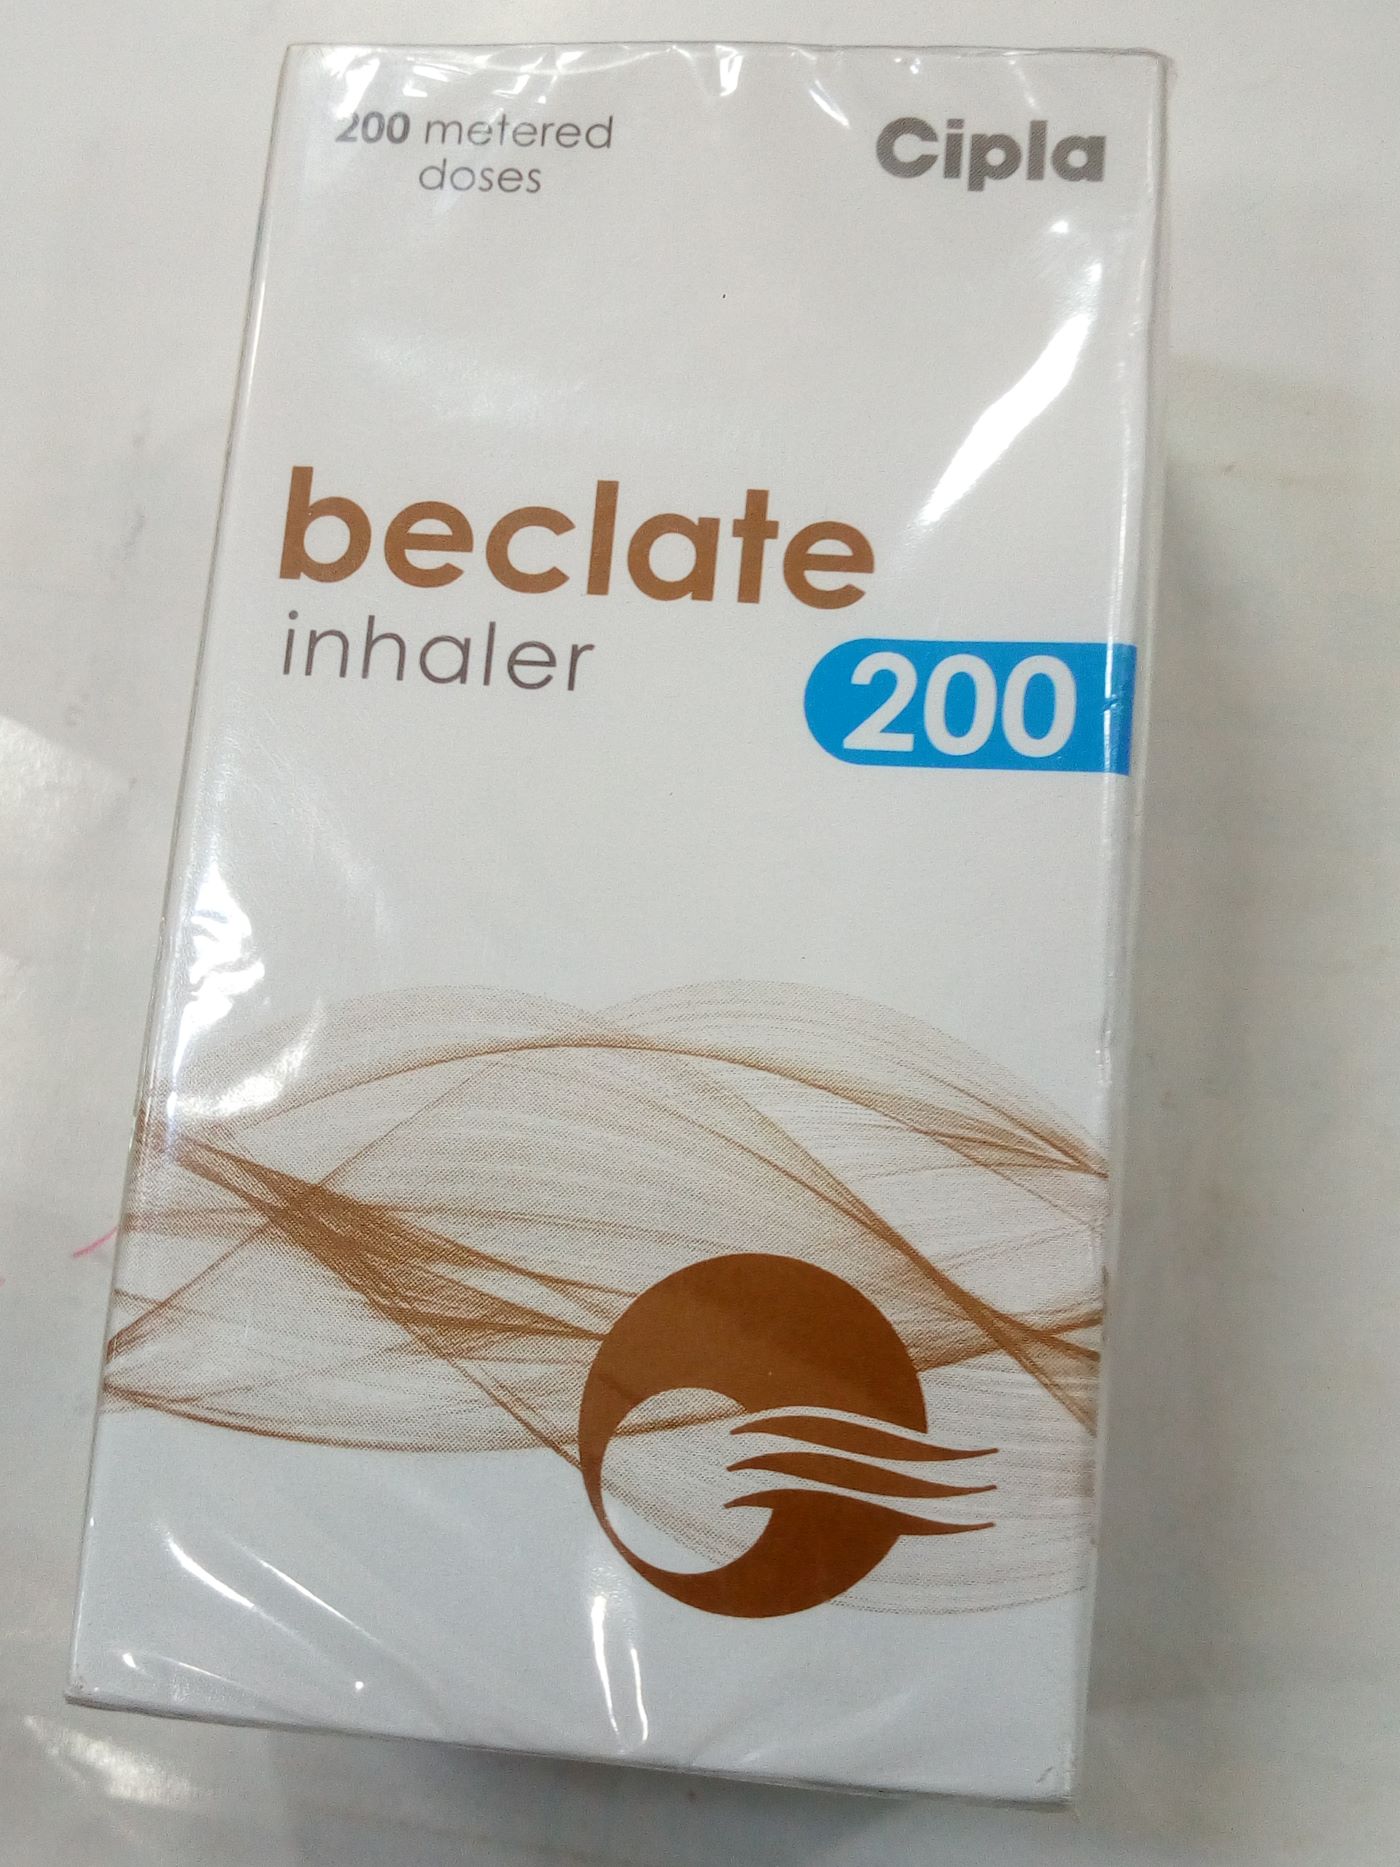 200 metered
doses
Cipla
beclate
inhaler
200